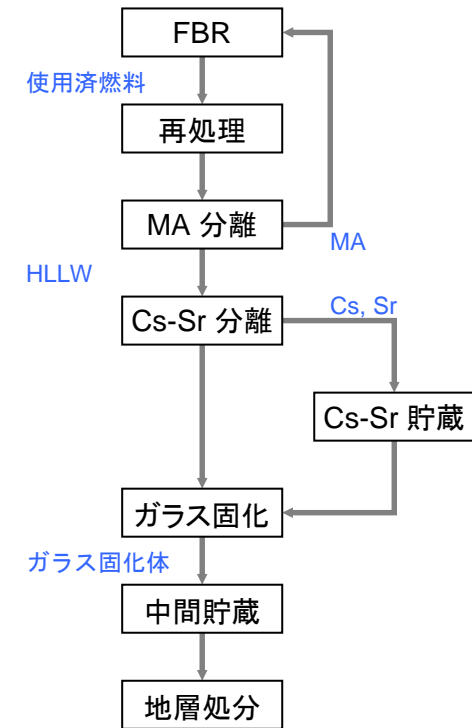 FBR
使用済燃料
再処理
MA 分離
MA
HLLW
Cs-Sr 分離
Cs, Sr
Cs-Sr 貯蔵
ガラス固化
ガラス固化体
中間貯蔵
地層処分